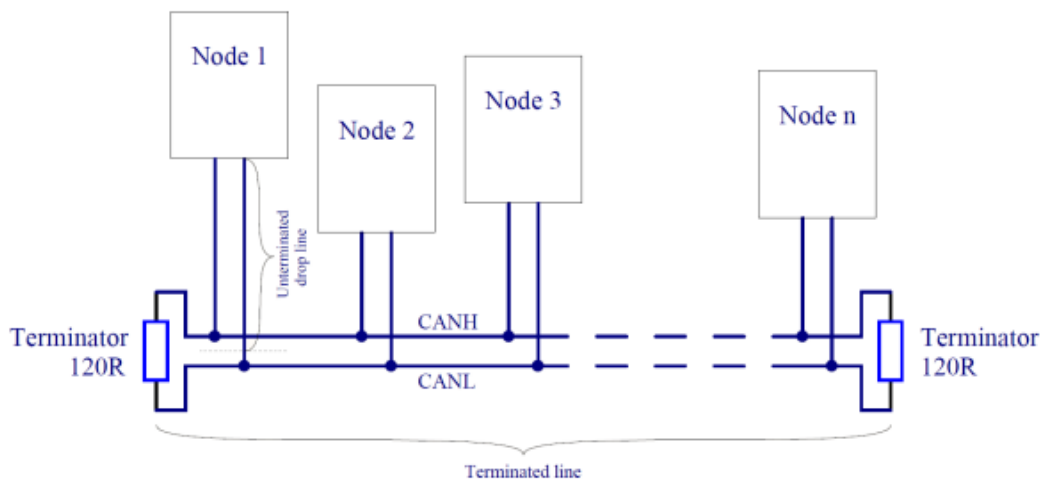 Node 1
Node 2
Node 3
Node n
Unterminated
drop line
Terminator
120R
CANH
CANL
Terminator
120R
Terminated line